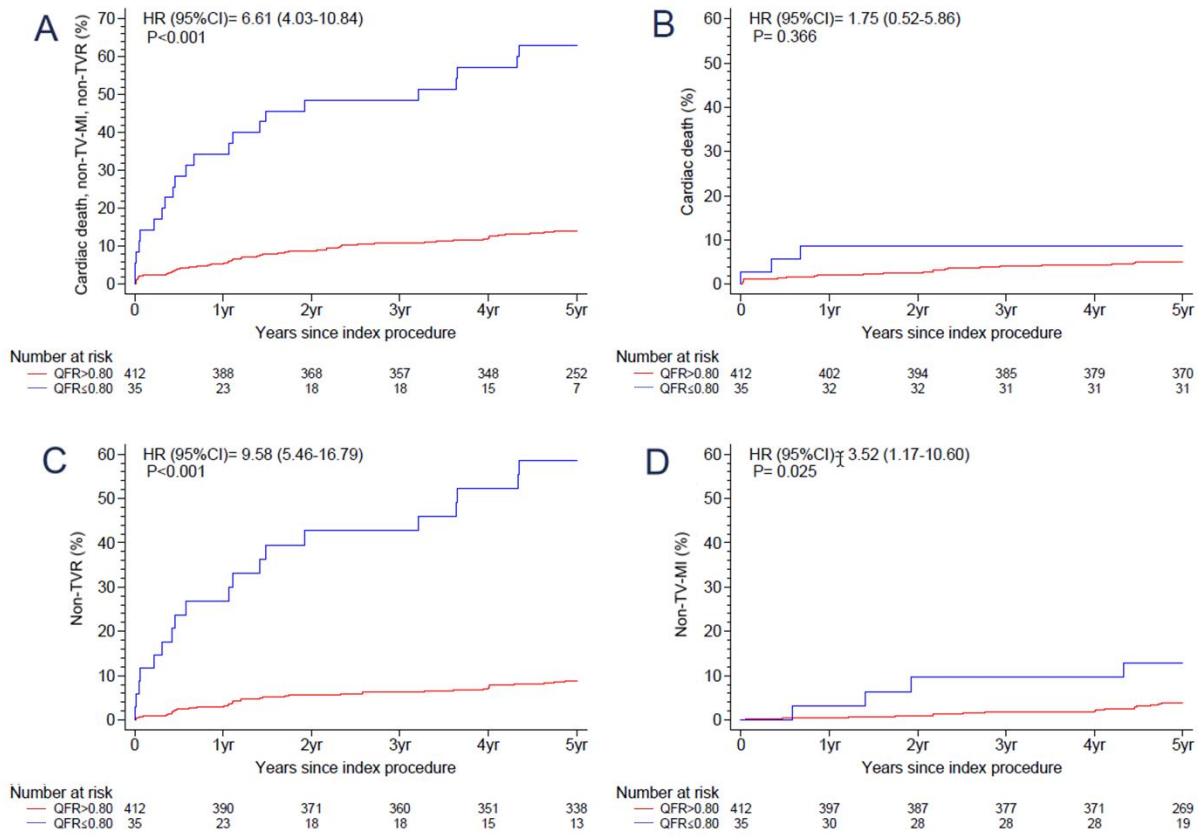 A
HR (95%CI)= 6.61 (4.03-10.84)
P<0.001
Cardiac death, non-TV-MI, non-TVR (%)
70
60
50
40
30
20
10
0
0 1yr 2yr 3yr 4yr 5yr
Years since index procedure
Number at risk
QFR>0.80 412 388 368 357 348 252
QFR≤0.80 35 23 18 18 15 7
B
HR (95%CI)= 1.75 (0.52-5.86)
P= 0.366
Cardiac death (%)
60
50
40
30
20
10
0
0 1yr 2yr 3yr 4yr 5yr
Years since index procedure
Number at risk
QFR>0.80 412 402 394 385 379 370
QFR≤0.80 35 32 32 31 31 31
C
HR (95%CI)= 9.58 (5.46-16.79)
P<0.001
Non-TVR (%)
60
50
40
30
20
10
0
0 1yr 2yr 3yr 4yr 5yr
Years since index procedure
Number at risk
QFR>0.80 412 390 371 360 351 338
QFR≤0.80 35 23 18 18 15 13
D
HR (95%CI)= 3.52 (1.17-10.60)
P= 0.025
Non-TV-MI (%)
60
50
40
30
20
10
0
0 1yr 2yr 3yr 4yr 5yr
Years since index procedure
Number at risk
QFR>0.80 412 397 387 377 371 269
QFR≤0.80 35 30 28 28 28 19